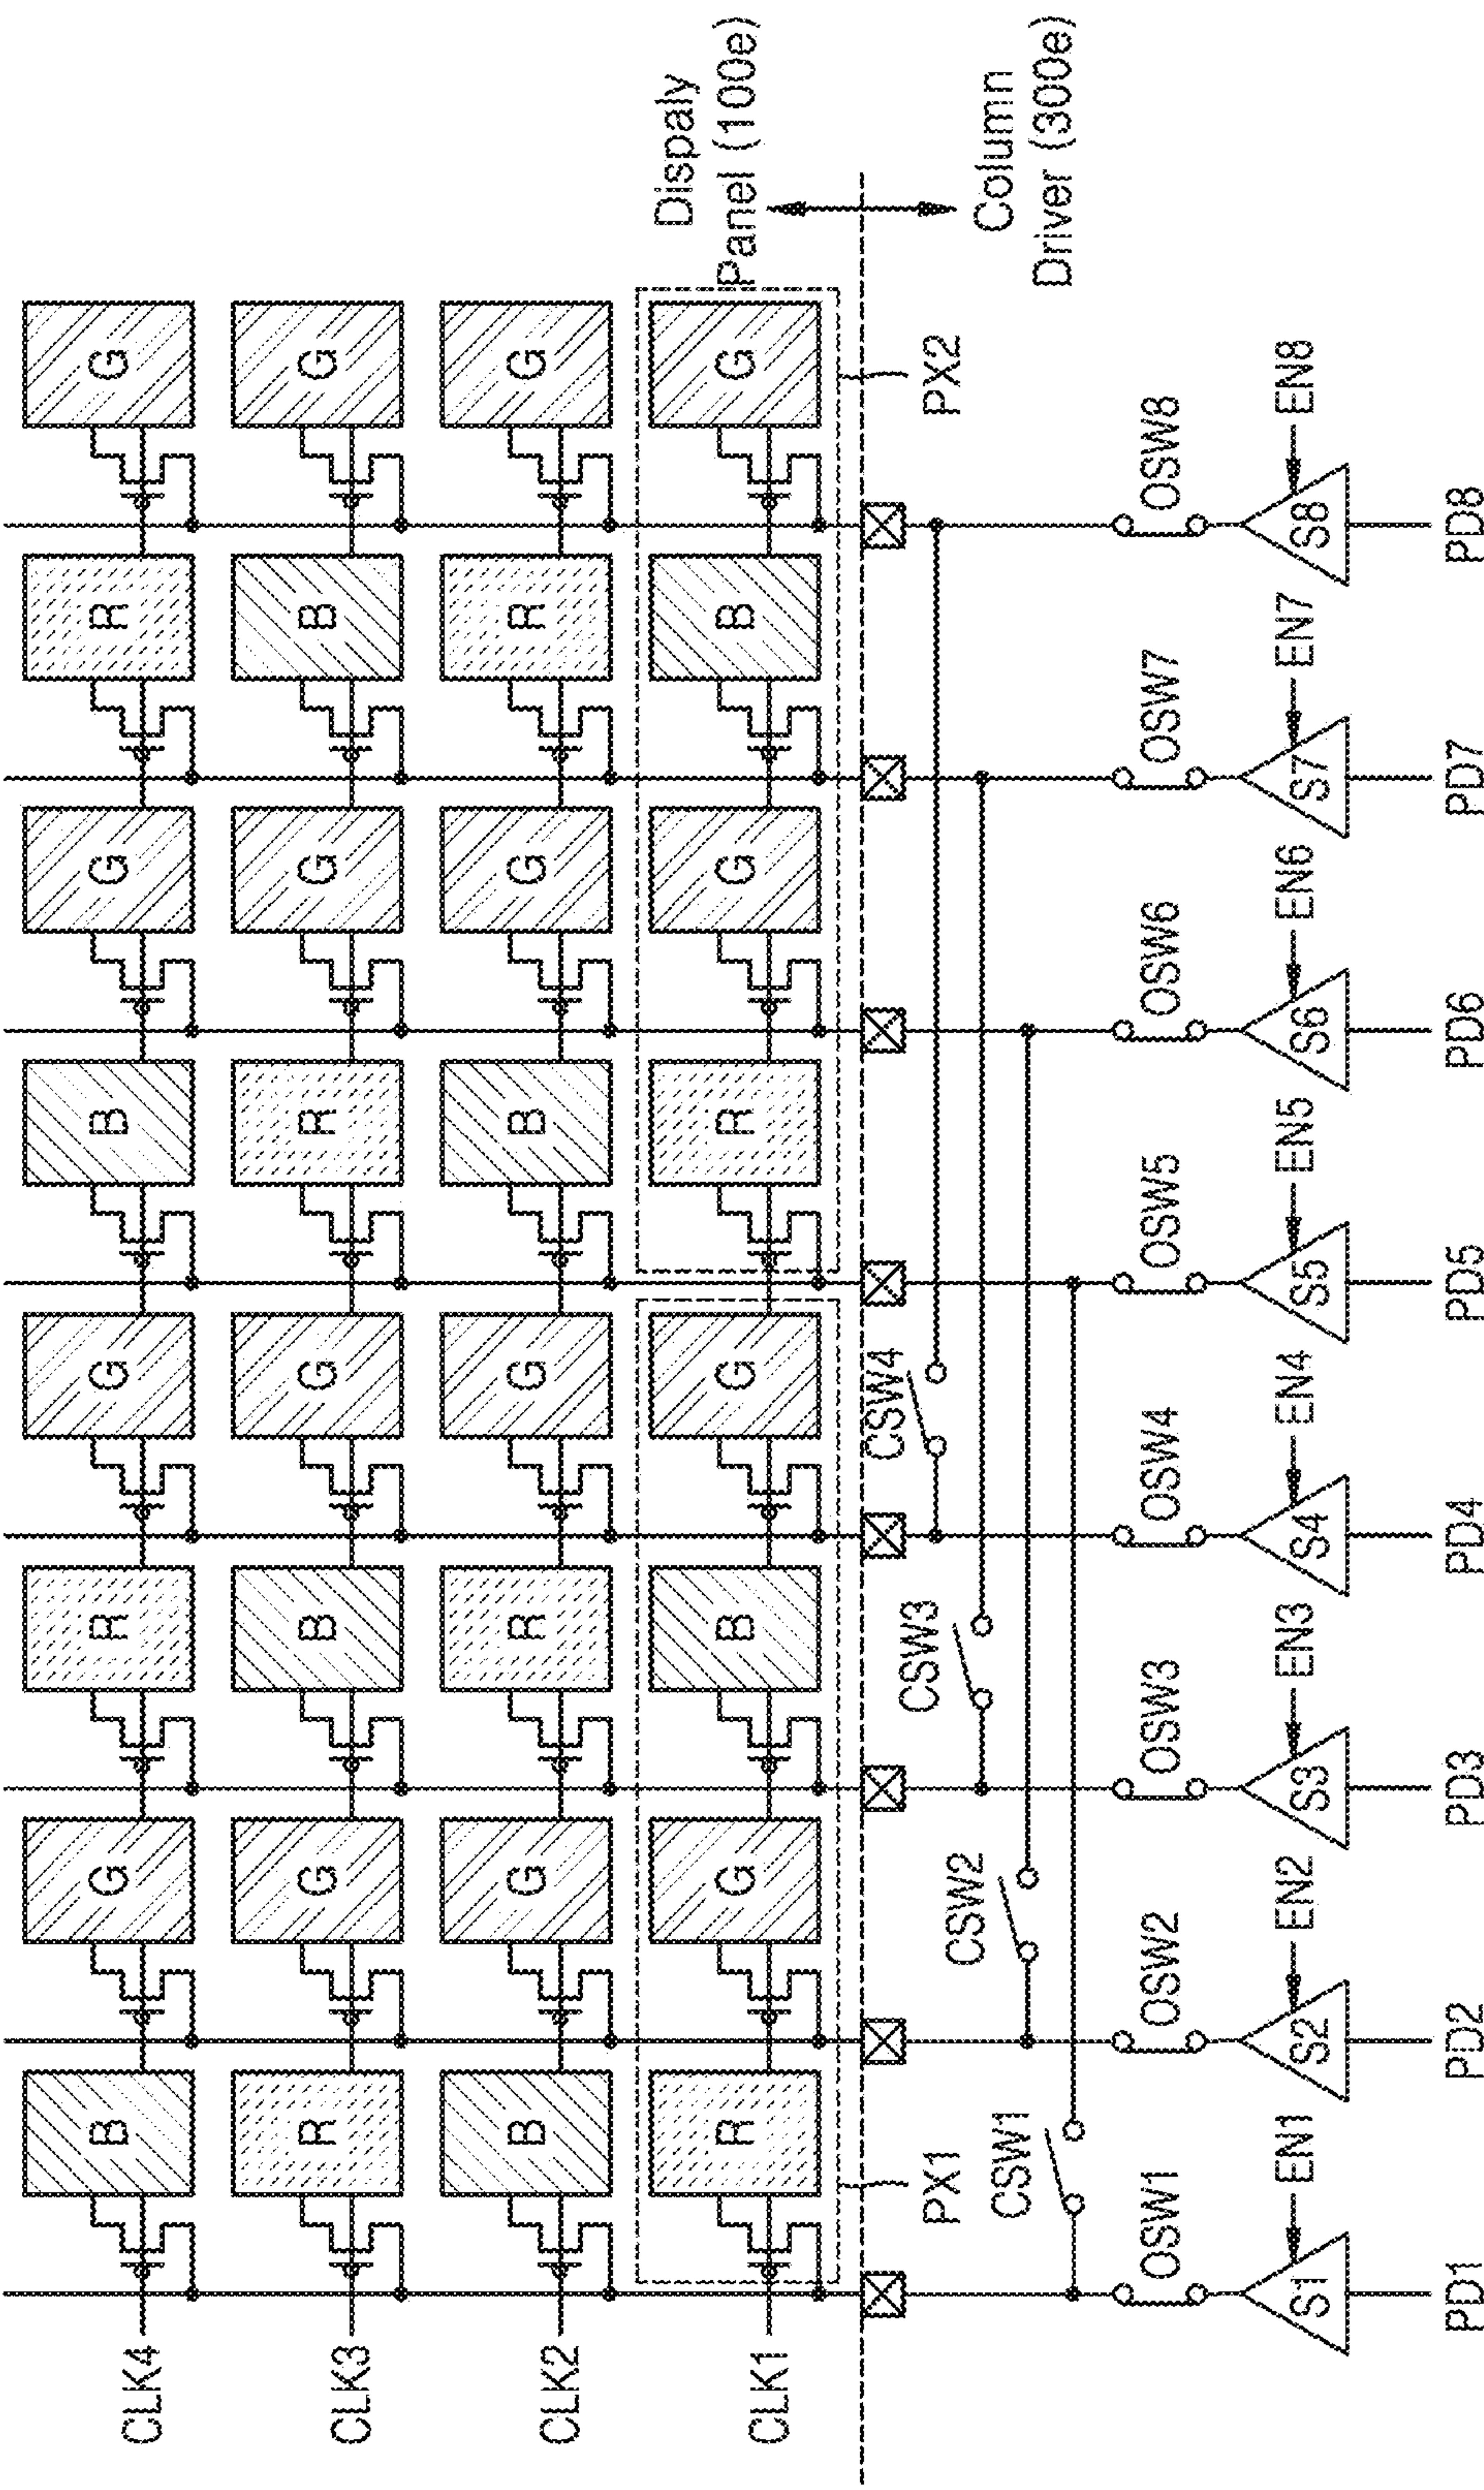 CLK4 B G R G B G R G
CLK3 R G B G R G B G
CLK2 B G R G B G R G
CLK1 R G B G R G B G
Dispaly
Panel (100e)
Column
Driver (300e)
PX1
PX2
CSW4
CSW3
CSW2
CSW1
OSW1 OSW2 OSW3 OSW4 OSW5 OSW6 OSW7 OSW8
EN1 EN2 EN3 EN4 EN5 EN6 EN7 EN8
S1 S2 S3 S4 S5 S6 S7 S8
PD1 PD2 PD3 PD4 PD5 PD6 PD7 PD8